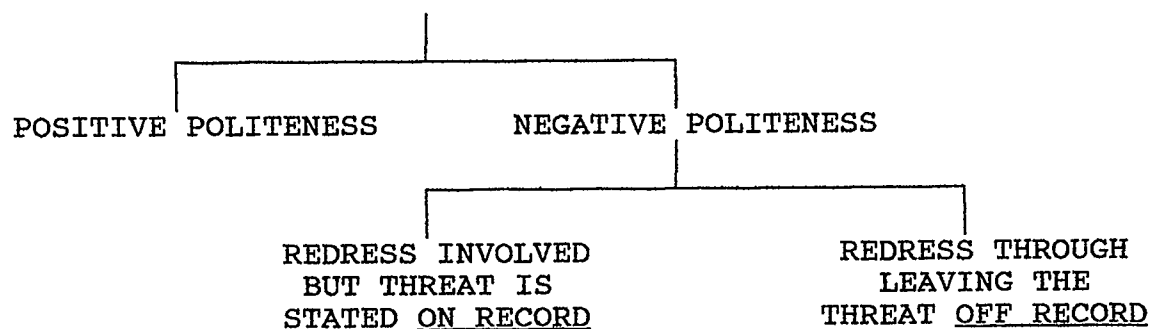 POSITIVE POLITENESS
NEGATIVE POLITENESS
REDRESS INVOLVED
BUT THREAT IS
STATED ON RECORD
REDRESS THROUGH
LEAVING THE
THREAT OFF RECORD